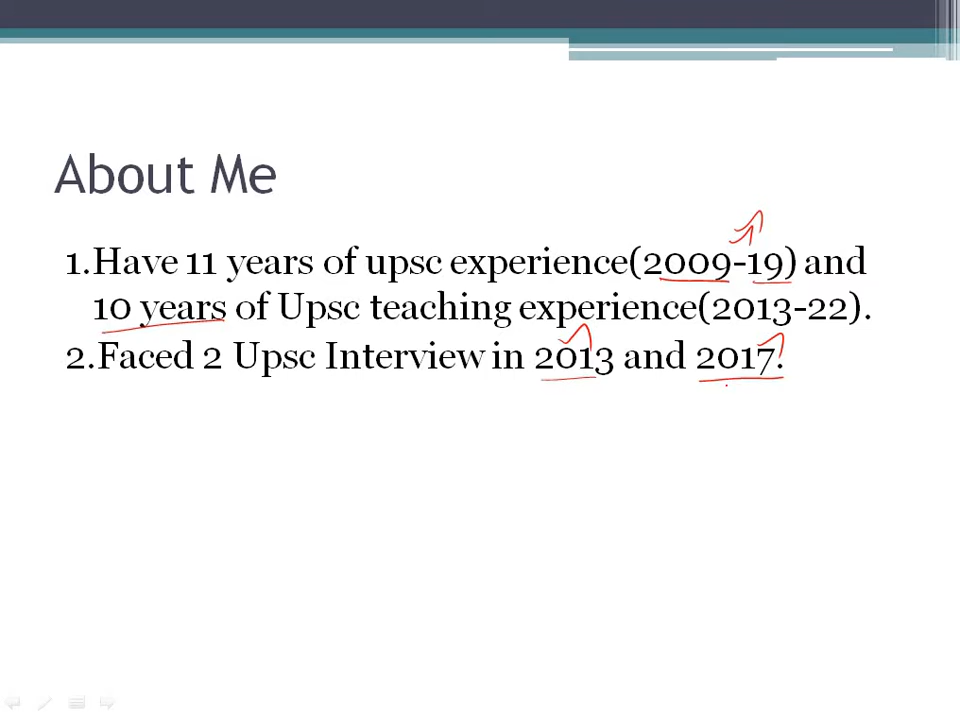 About Me
1.Have 11 years of upsc experience(2009-19) and
10 years of Upsc teaching experience(2013-22).
2.Faced 2 Upsc Interview in 2013 and 2017.